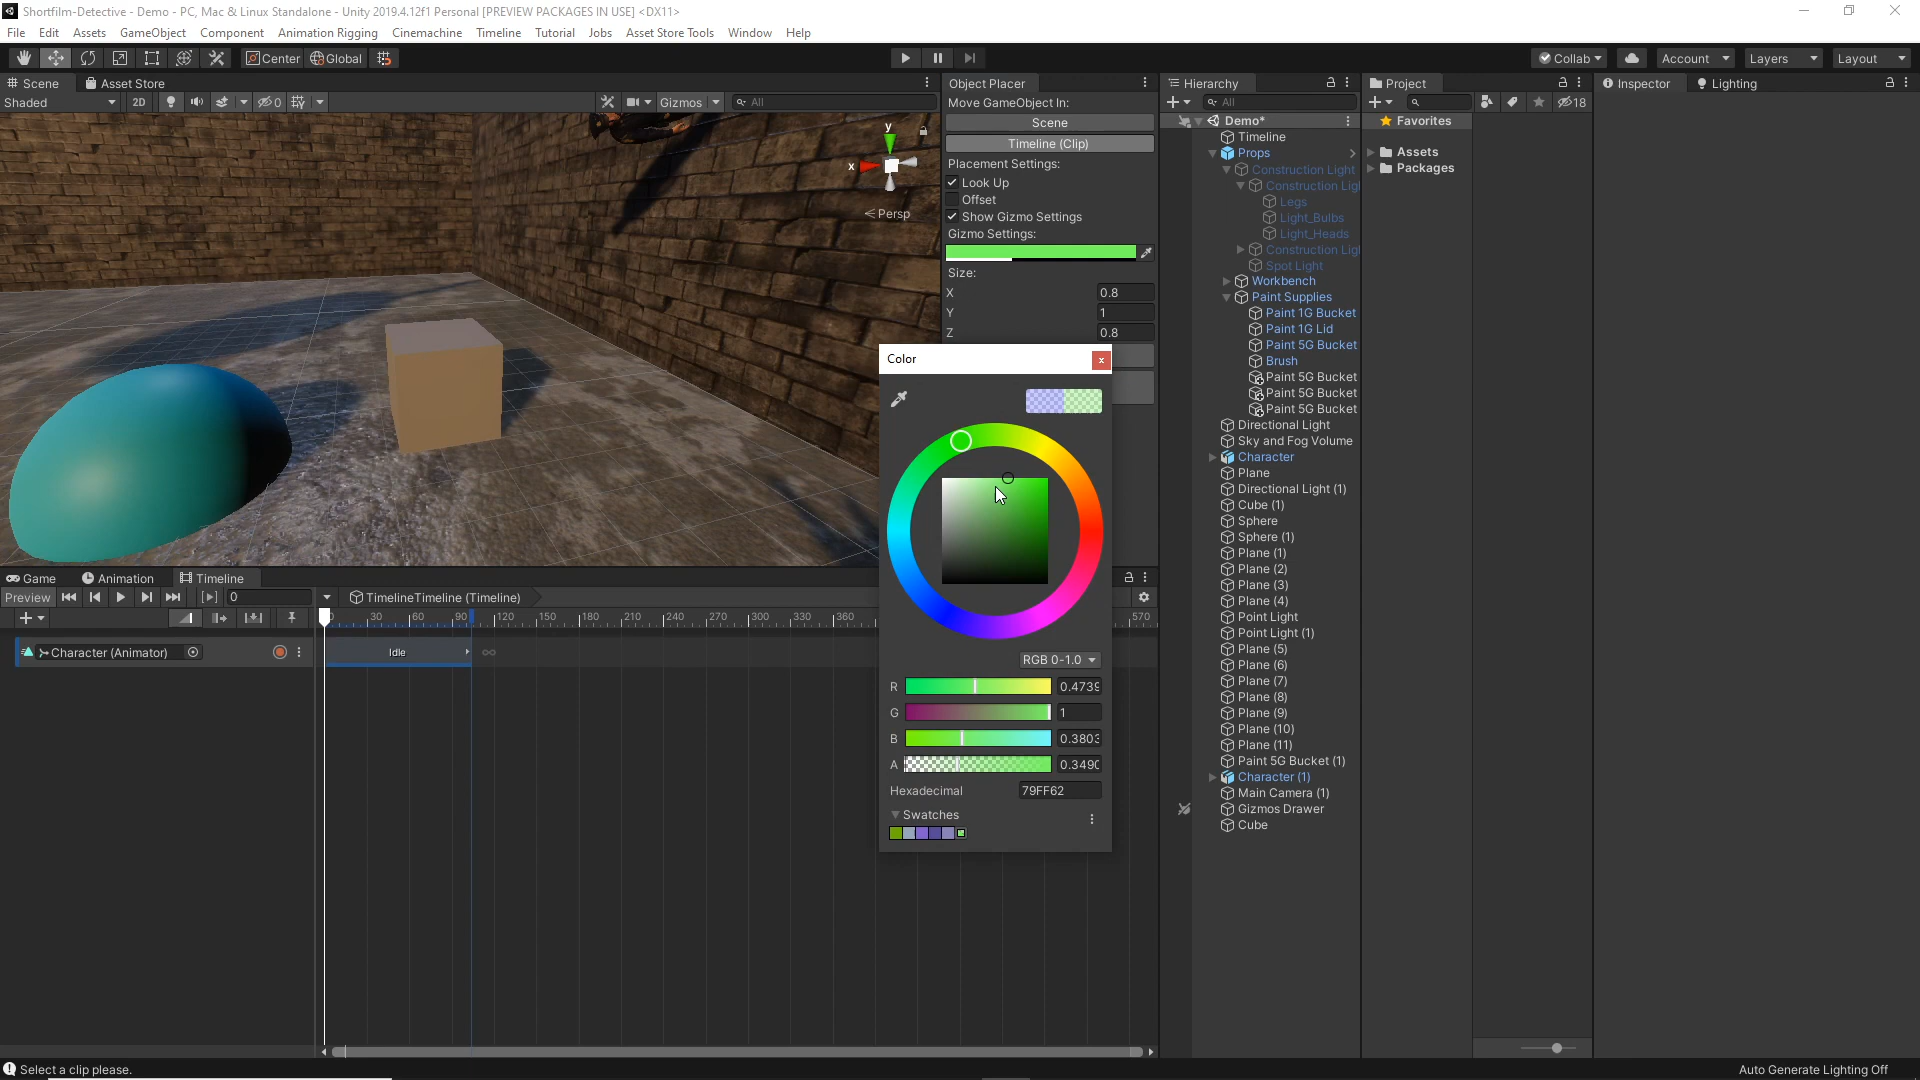 Shortfilm-Detective - Demo - PC, Mac & Linux Standalone - Unity 2019.4.12f1 Personal [PREVIEW PACKAGES IN USE] <DX11>
File Edit Assets GameObject Component Animation Rigging Cinemachine Timeline Tutorial Jobs Asset Store Tools Window Help
Center Global Collab Account Layers Layout
Scene Asset Store
Shaded 2D 0 Gizmos All
y
x
Persp
Object Placer
Move GameObject In:
Scene
Timeline (Clip)
Placement Settings:
Look Up
Offset
Show Gizmo Settings
Gizmo Settings:
Size:
X 0.8
Y 1
Z 0.8
Color
RGB 0-1.0
R 0.4739
G 1
B 0.3803
A 0.3490
Hexadecimal 79FF62
Swatches
Game Animation Timeline
Preview 0 TimelineTimeline (Timeline)
30 60 90 120 150 180 210 240 270 300 330 360 570
Character (Animator) Idle
Hierarchy
All
Demo*
Timeline
Props
Construction Light
Construction Lig
Legs
Light_Bulbs
Light_Heads
Construction Lig
Spot Light
Workbench
Paint Supplies
Paint 1G Bucket
Paint 1G Lid
Paint 5G Bucket
Brush
Paint 5G Bucket
Paint 5G Bucket
Paint 5G Bucket
Directional Light
Sky and Fog Volume
Character
Plane
Directional Light (1)
Cube (1)
Sphere
Sphere (1)
Plane (1)
Plane (2)
Plane (3)
Plane (4)
Point Light
Point Light (1)
Plane (5)
Plane (6)
Plane (7)
Plane (8)
Plane (9)
Plane (10)
Plane (11)
Paint 5G Bucket (1)
Character (1)
Main Camera (1)
Gizmos Drawer
Cube
Project
18
Favorites
Assets
Packages
Inspector Lighting
Select a clip please.
Auto Generate Lighting Off